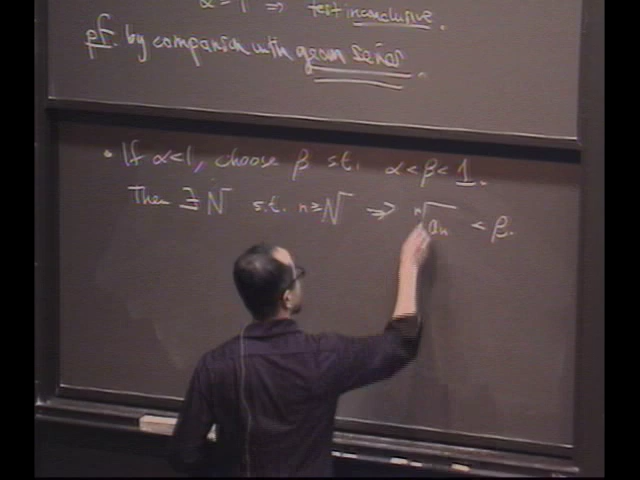 α = 1 ⇒ test inconclusive.
pf. by comparison with geom series.
• If α<1, choose β s.t. α<β<1.
Then ∃ N s.t. n≥N ⇒ ⁿ√aₙ < β.